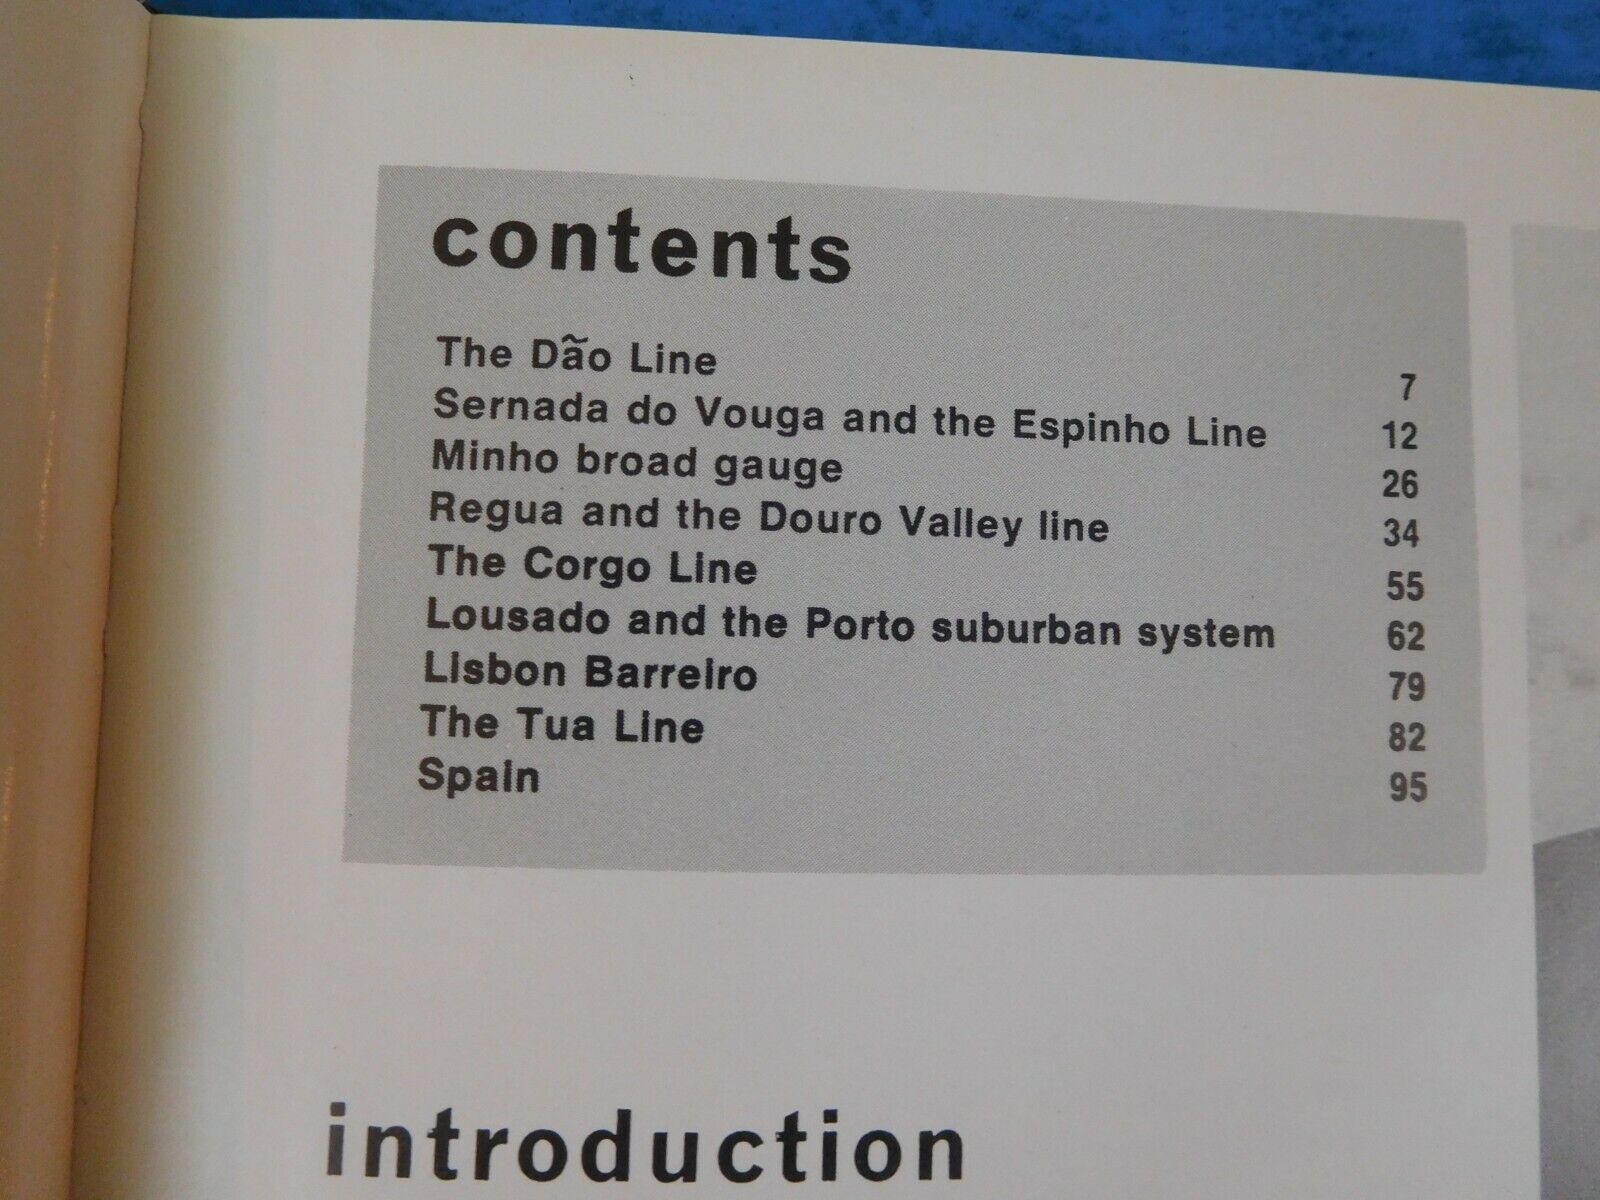 contents
The Dão Line 7
Sernada do Vouga and the Espinho Line 12
Minho broad gauge 26
Regua and the Douro Valley line 34
The Corgo Line 55
Lousado and the Porto suburban system 62
Lisbon Barreiro 79
The Tua Line 82
Spain 95
introduction